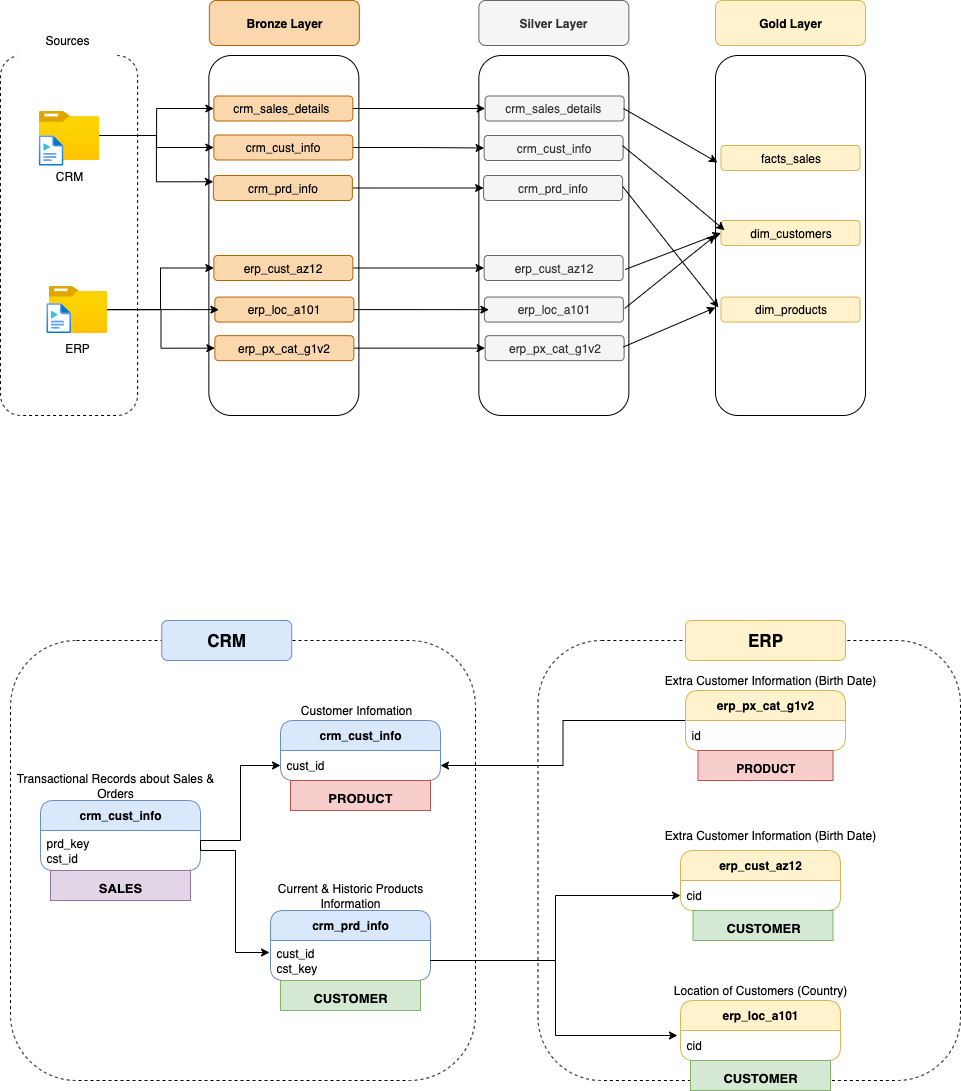 Sources
Bronze Layer
Silver Layer
Gold Layer
CRM
ERP
crm_sales_details
crm_cust_info
crm_prd_info
erp_cust_az12
erp_loc_a101
erp_px_cat_g1v2
crm_sales_details
crm_cust_info
crm_prd_info
erp_cust_az12
erp_loc_a101
erp_px_cat_g1v2
facts_sales
dim_customers
dim_products
CRM
Customer Infomation
crm_cust_info
cust_id
PRODUCT
Transactional Records about Sales &
Orders
crm_cust_info
prd_key
cst_id
SALES
Current & Historic Products
Information
crm_prd_info
cust_id
cst_key
CUSTOMER
ERP
Extra Customer Information (Birth Date)
erp_px_cat_g1v2
id
PRODUCT
Extra Customer Information (Birth Date)
erp_cust_az12
cid
CUSTOMER
Location of Customers (Country)
erp_loc_a101
cid
CUSTOMER